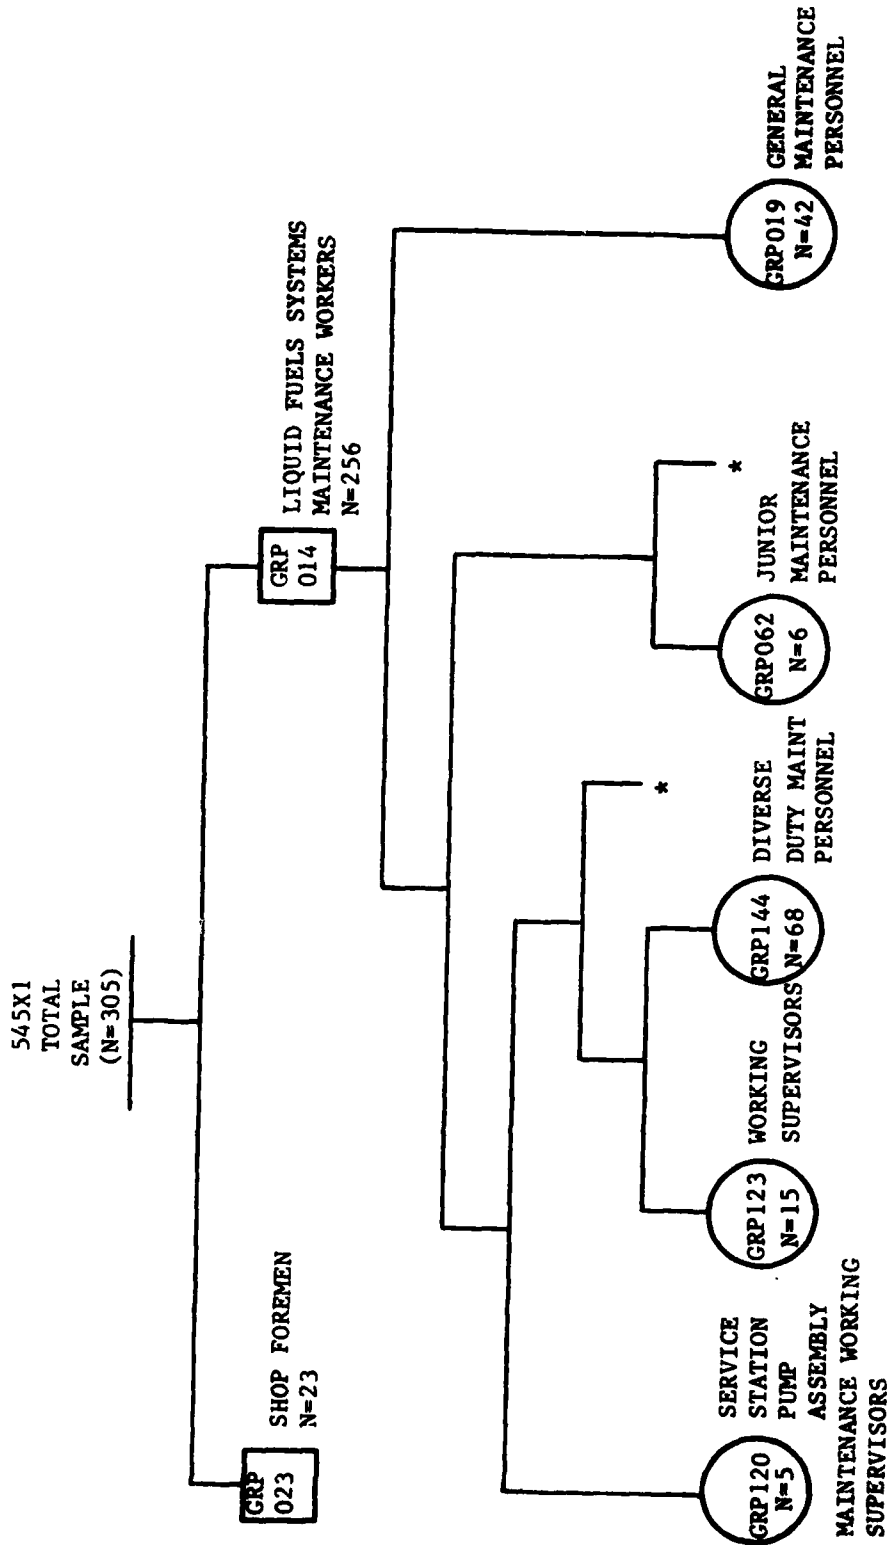 545X1
TOTAL
SAMPLE
(N=305)
GRP
023
SHOP FOREMEN
N=23
GRP
014
LIQUID FUELS SYSTEMS
MAINTENANCE WORKERS
N=256
GRP120
N=5
SERVICE
STATION
PUMP
ASSEMBLY
MAINTENANCE WORKING
SUPERVISORS
GRP123
N=15
WORKING
SUPERVISORS
GRP144
N=68
DIVERSE
DUTY MAINT
PERSONNEL
*
GRP062
N=6
JUNIOR
MAINTENANCE
PERSONNEL
*
GRP019
N=42
GENERAL
MAINTENANCE
PERSONNEL